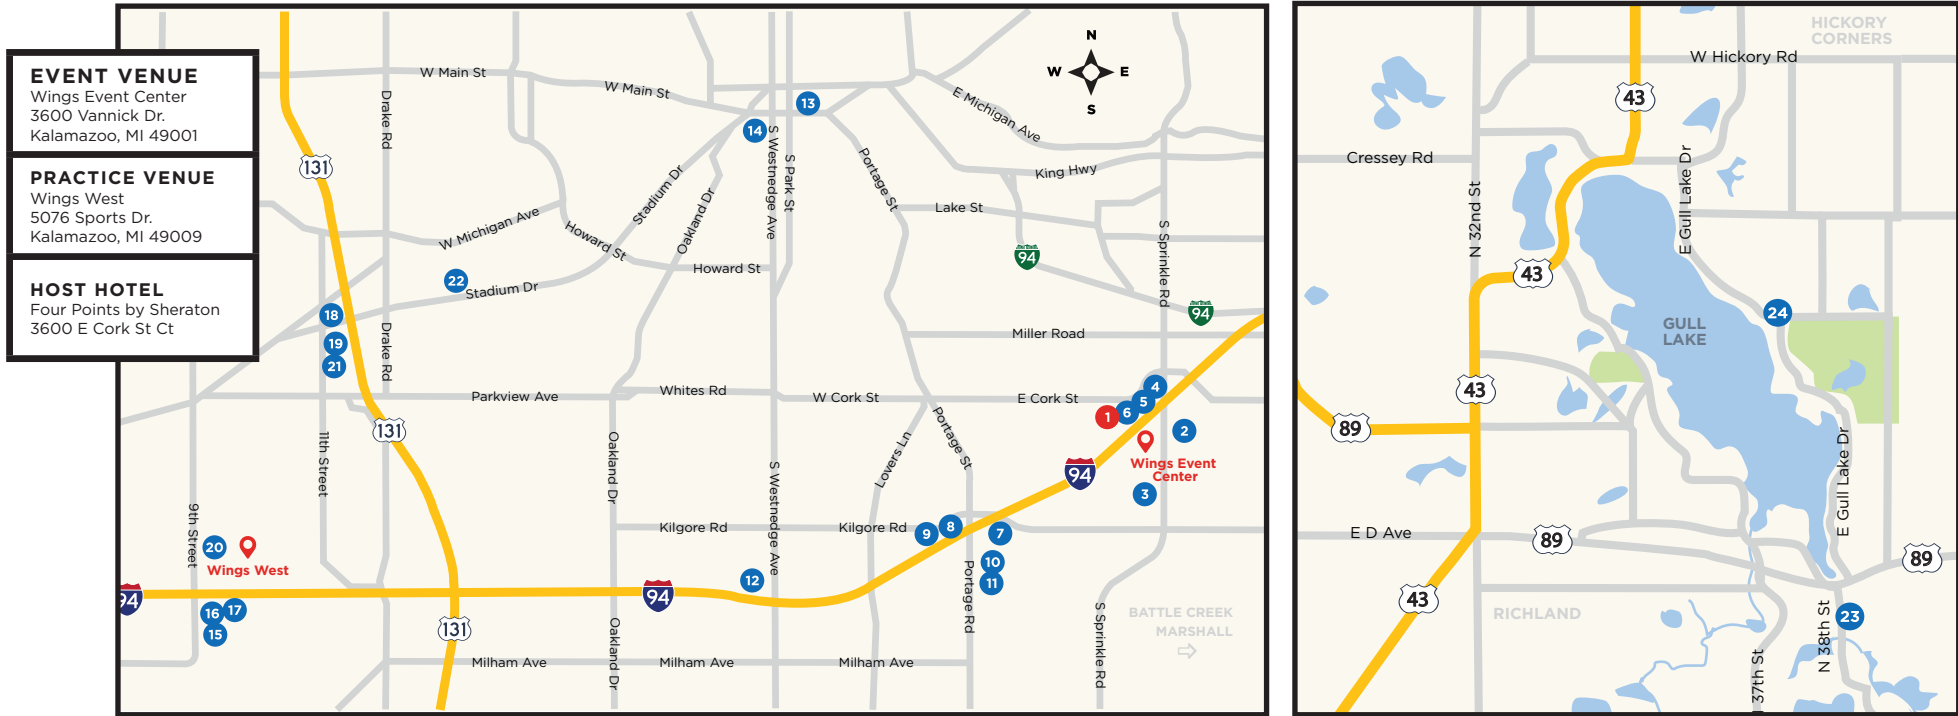 EVENT VENUE
Wings Event Center
3600 Vannick Dr.
Kalamazoo, MI 49001
PRACTICE VENUE
Wings West
5076 Sports Dr.
Kalamazoo, MI 49009
HOST HOTEL
Four Points by Sheraton
3600 E Cork St Ct
N
W E
S
W Main St
W Main St
Drake Rd
131
13
14
E Michigan Ave
S Westnedge Ave
S Park St
Portage St
King Hwy
Stadium Dr
Oakland Dr
Lake St
W Michigan Ave
Howard St
Howard St
S Sprinkle Rd
94
94
22
Stadium Dr
18
19
21
Drake Rd
Miller Road
Parkview Ave
Whites Rd
W Cork St
E Cork St
4
5
6
1
2
131
Wings Event
Center
3
94
11th Street
Oakland Dr
S Westnedge Ave
Lovers Ln
Portage St
9th Street
Kilgore Rd
Kilgore Rd
9
8
7
10
11
12
20
Wings West
94
94
16
17
15
131
Portage Rd
Oakland Dr
S Sprinkle Rd
BATTLE CREEK
MARSHALL
Milham Ave
Milham Ave
Milham Ave
HICKORY
CORNERS
W Hickory Rd
43
Cressey Rd
N 32nd St
E Gull Lake Dr
43
24
GULL
LAKE
43
89
E Gull Lake Dr
E D Ave
89
89
43
RICHLAND
23
N 38th St
37th St